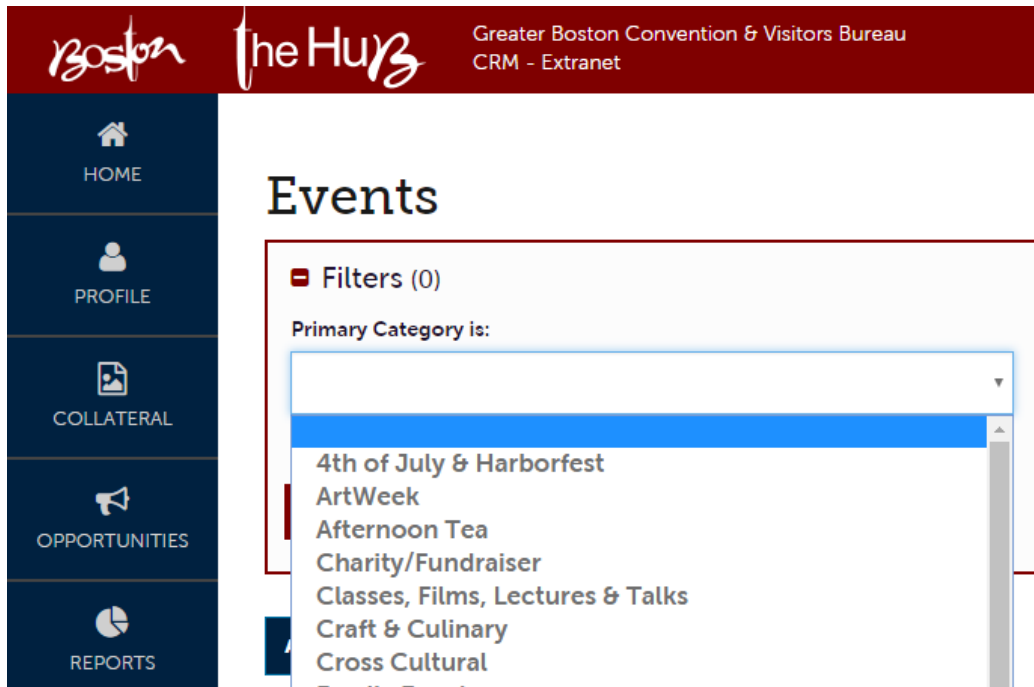 Boston
the HuB
Greater Boston Convention & Visitors Bureau
CRM - Extranet
HOME
PROFILE
COLLATERAL
OPPORTUNITIES
REPORTS
Events
Filters (0)
Primary Category is:
4th of July & Harborfest
ArtWeek
Afternoon Tea
Charity/Fundraiser
Classes, Films, Lectures & Talks
Craft & Culinary
Cross Cultural